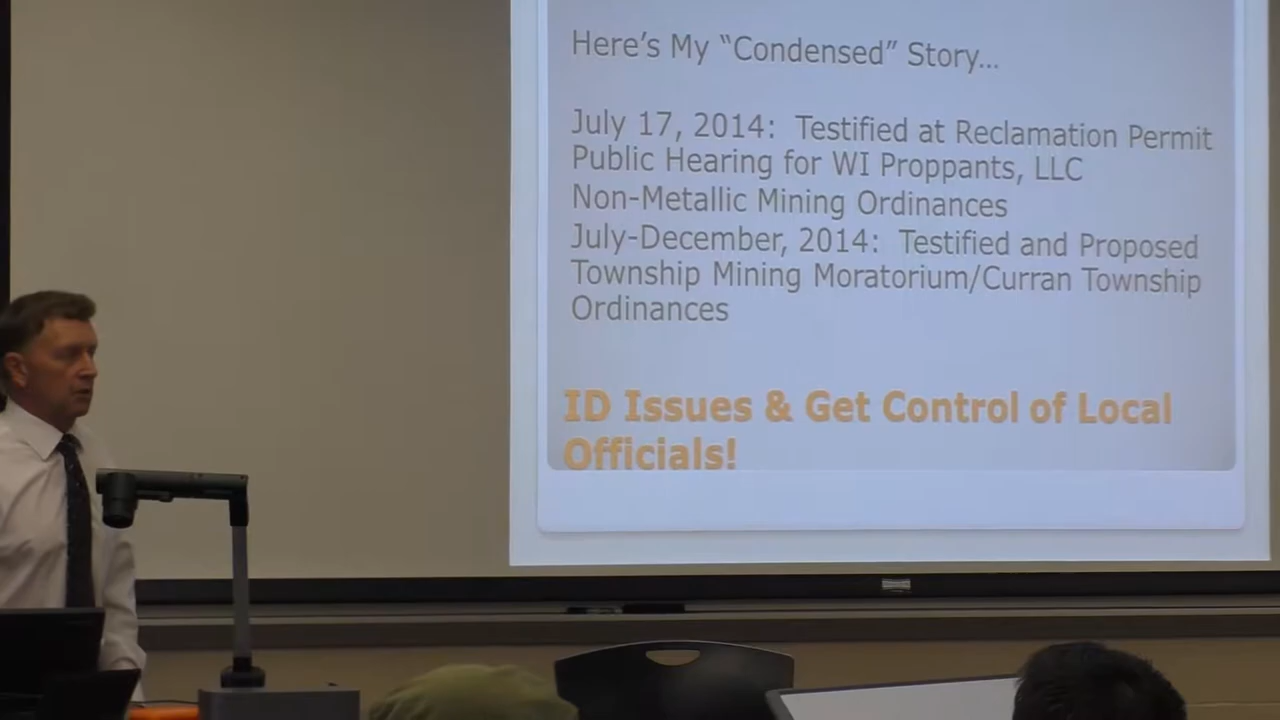 Here's My “Condensed” Story...
July 17, 2014: Testified at Reclamation Permit
Public Hearing for WI Proppants, LLC
Non-Metallic Mining Ordinances
July-December, 2014: Testified and Proposed
Township Mining Moratorium/Curran Township
Ordinances
ID Issues & Get Control of Local
Officials!